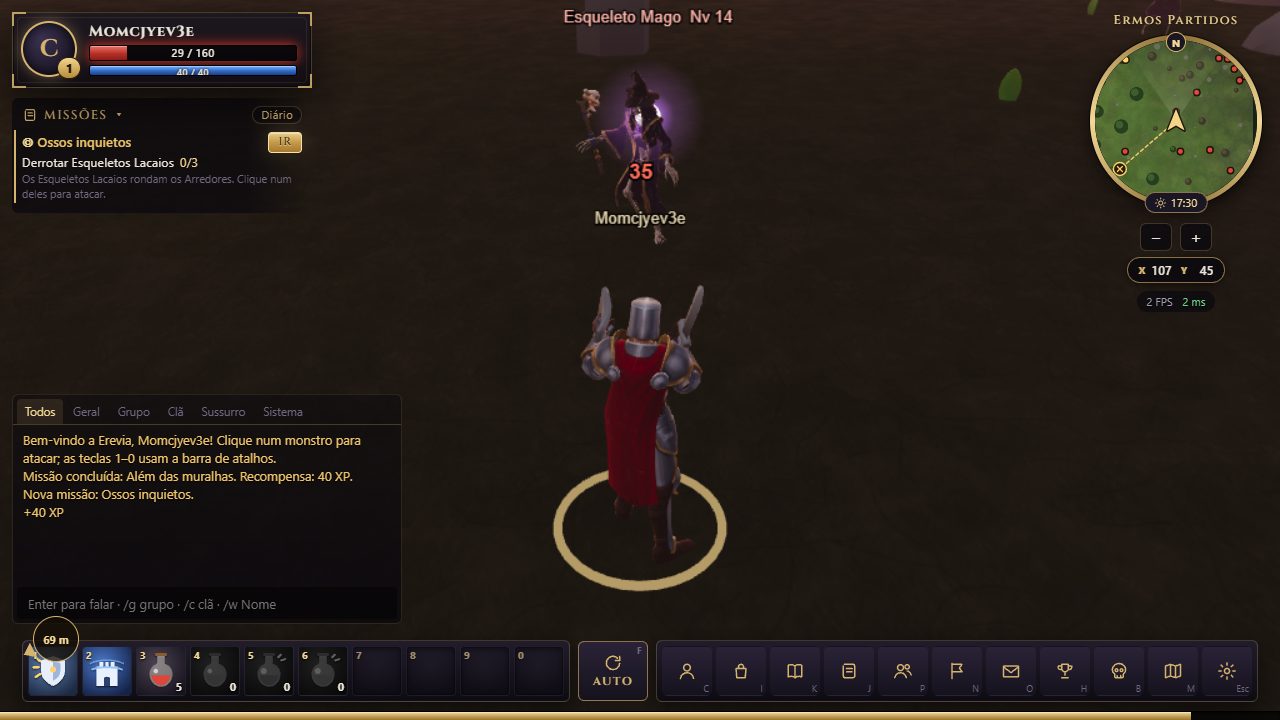 Momcjyev3e
C
1
29 / 160
40 / 40
MISSÕES
Diário
Ossos inquietos
IR
Derrotar Esqueletos Lacaios 0/3
Os Esqueletos Lacaios rondam os Arredores. Clique num
deles para atacar.
Esqueleto Mago Nv 14
35
Momcjyev3e
Ermos Partidos
N
17:30
− +
X 107 Y 45
2 FPS 2 ms
Todos Geral Grupo Clã Sussurro Sistema
Bem-vindo a Erevia, Momcjyev3e! Clique num monstro para
atacar; as teclas 1–0 usam a barra de atalhos.
Missão concluída: Além das muralhas. Recompensa: 40 XP.
Nova missão: Ossos inquietos.
+40 XP
Enter para falar · /g grupo · /c clã · /w Nome
69 m
2 3 4 5 6 7 8 9 0
5 0 0 0
F
AUTO
C I K J P N O H B M Esc